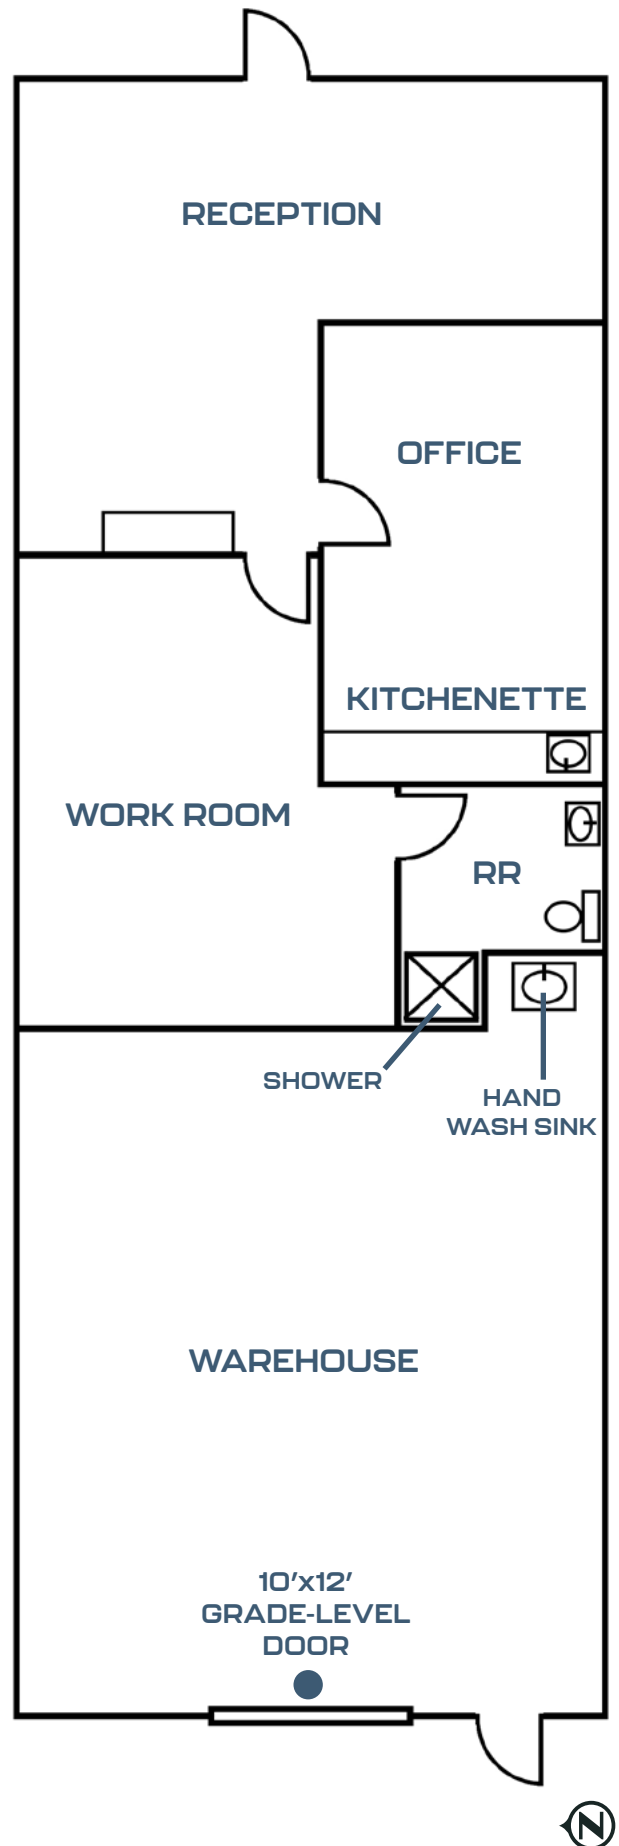 RECEPTION
OFFICE
KITCHENETTE
WORK ROOM
RR
SHOWER
HAND
WASH SINK
WAREHOUSE
10'x12'
GRADE-LEVEL
DOOR
N